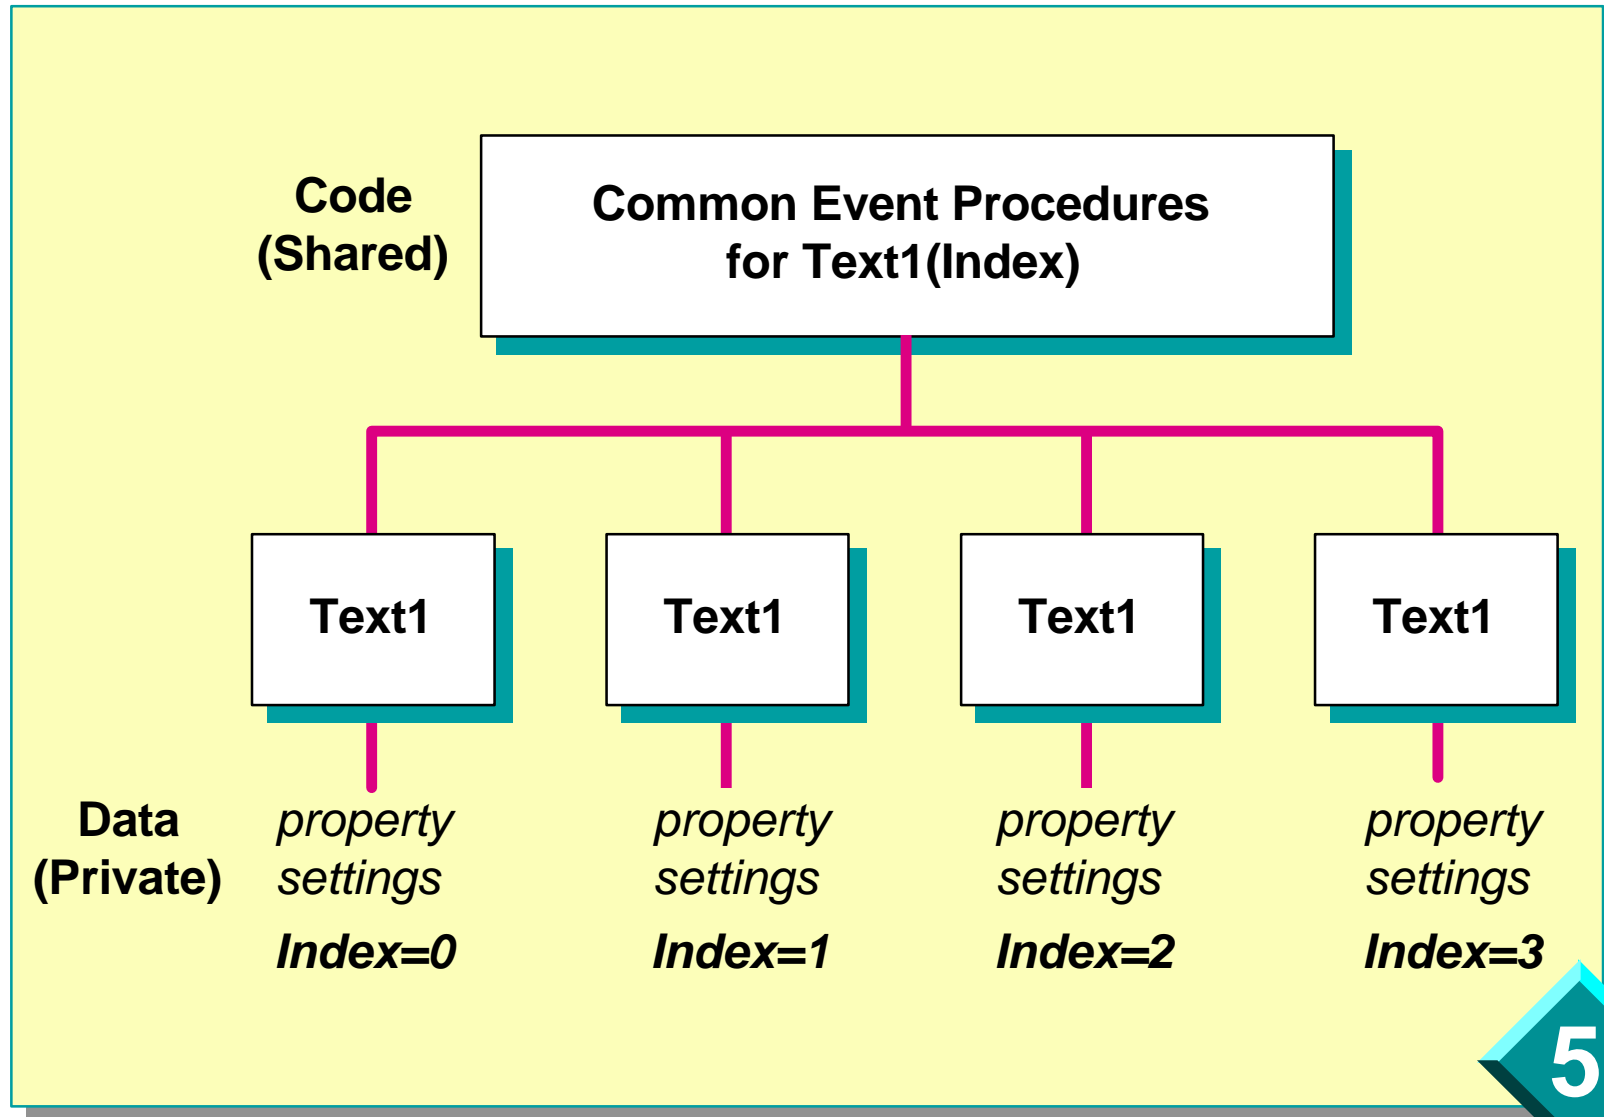 Code
(Shared)
Common Event Procedures
for Text1(Index)
Text1
Text1
Text1
Text1
Data
(Private)
property
settings
Index=0
property
settings
Index=1
property
settings
Index=2
property
settings
Index=3
5